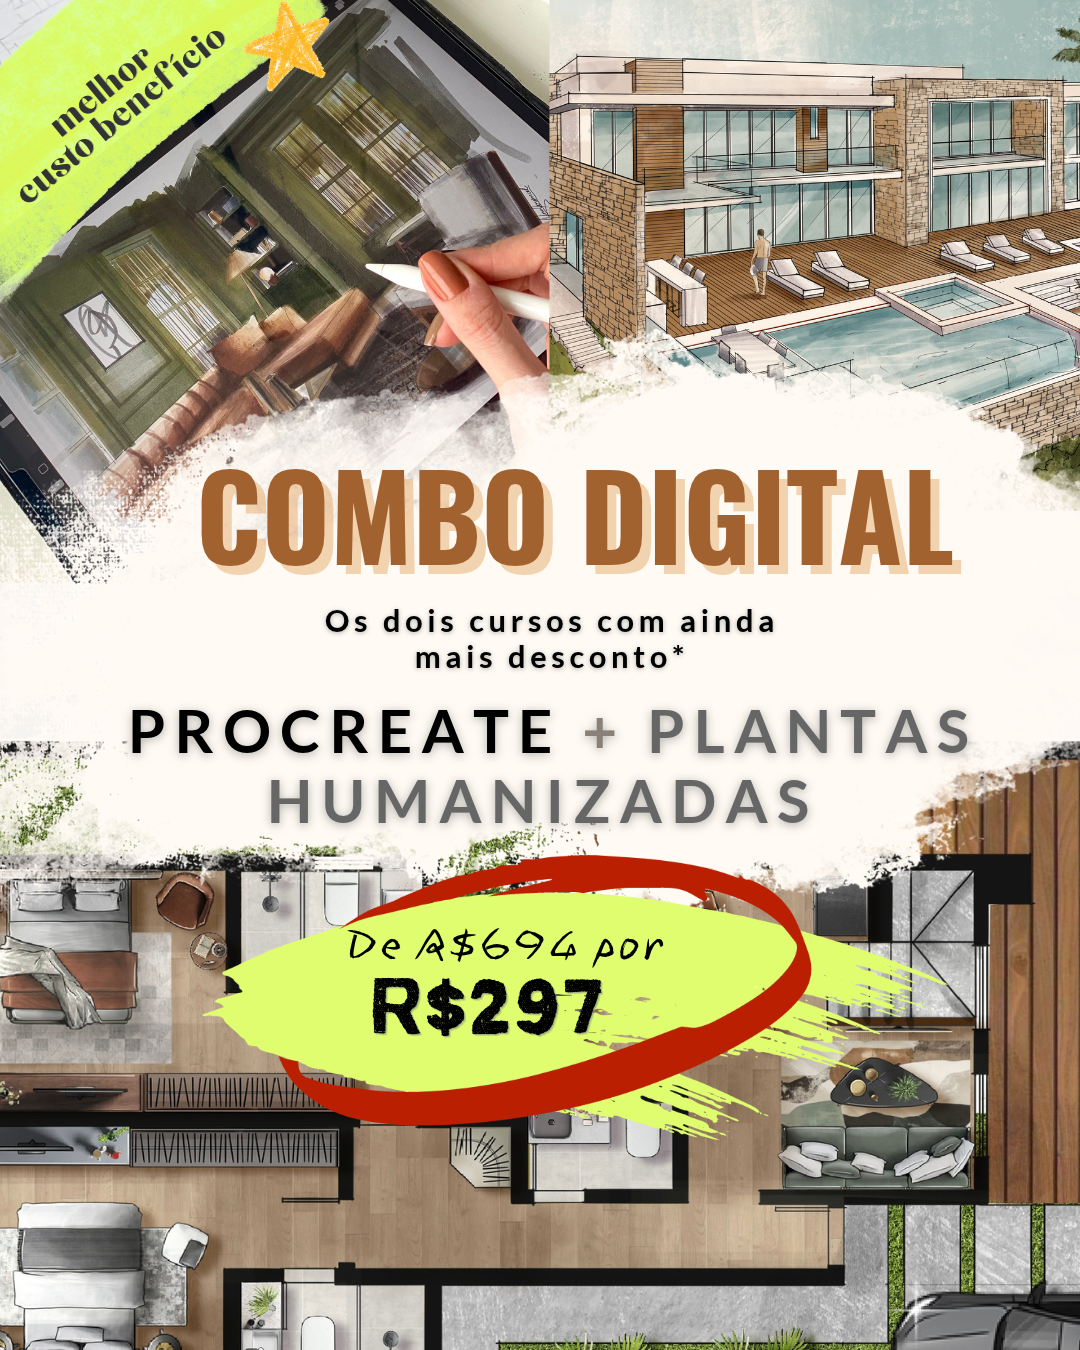 melhor
custo benefício
COMBO DIGITAL
Os dois cursos com ainda
mais desconto*
PROCREATE + PLANTAS
HUMANIZADAS
De R$694 por
R$297